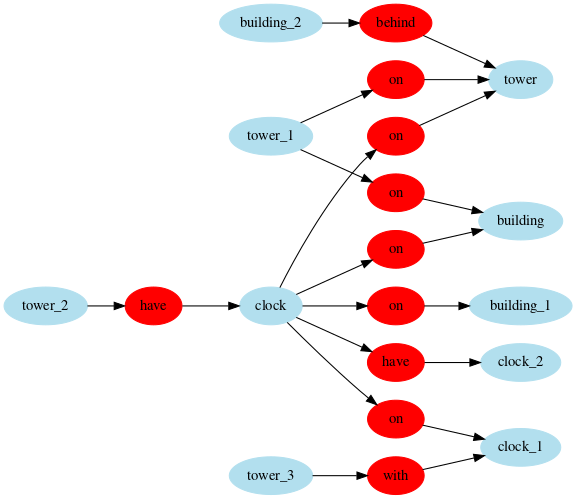 building_2
behind
on
tower
tower_1
on
on
building
on
tower_2
have
clock
on
building_1
have
clock_2
on
clock_1
tower_3
with